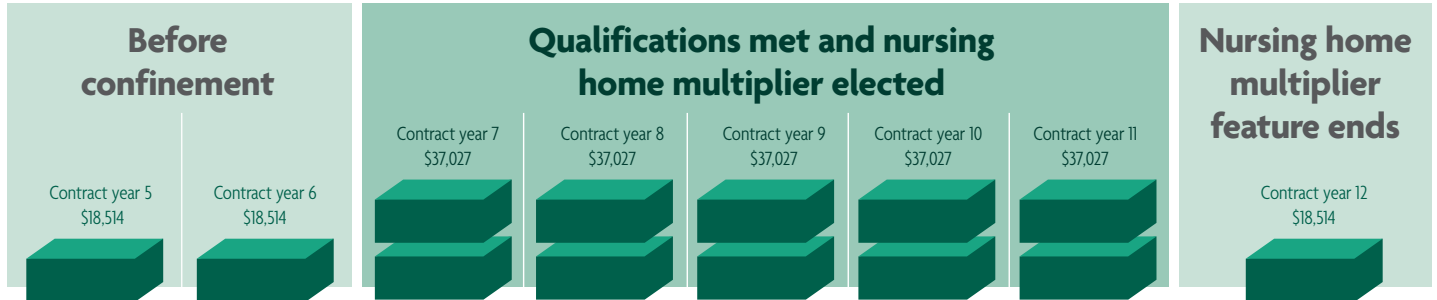 Before
confinement
Contract year 5
$18,514
Contract year 6
$18,514
Qualifications met and nursing
home multiplier elected
Contract year 7
$37,027
Contract year 8
$37,027
Contract year 9
$37,027
Contract year 10
$37,027
Contract year 11
$37,027
Nursing home
multiplier
feature ends
Contract year 12
$18,514